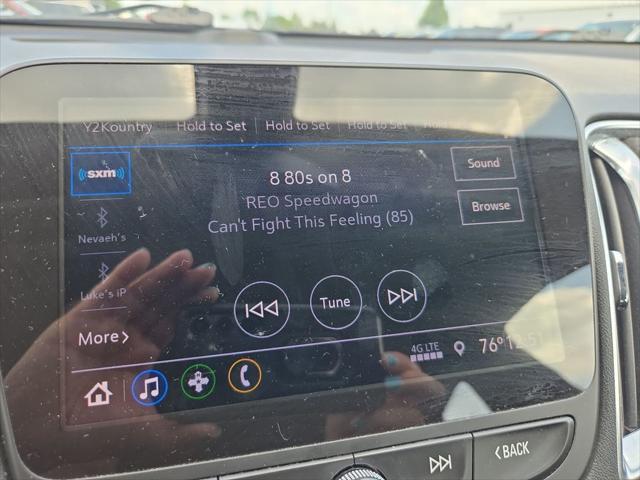 Y2Kountry Hold to Set Hold to Set Hold to Set
sxm
8 80s on 8
Sound
REO Speedwagon
Browse
Can't Fight This Feeling (85)
Nevaeh's
Luke's iP
Tune
More
4G LTE
76°
BACK